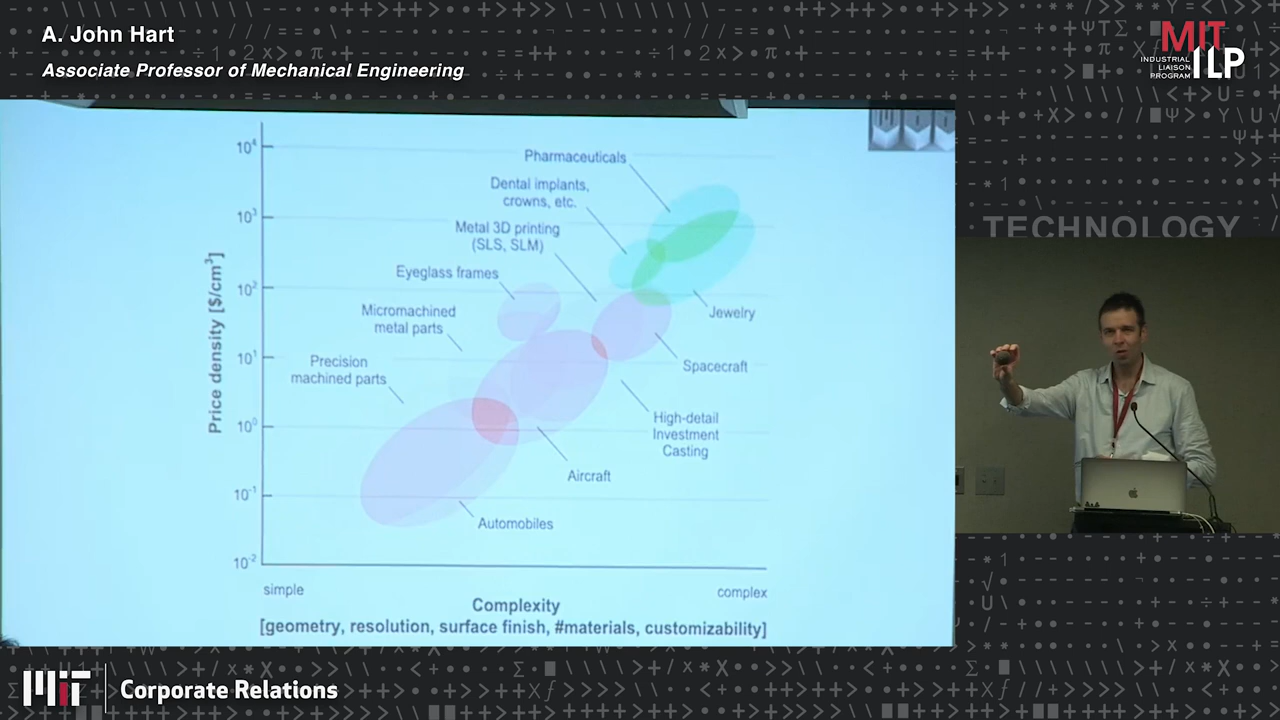 A. John Hart
Associate Professor of Mechanical Engineering
MIT
INDUSTRIAL
LIAISON
PROGRAM
ILP
TECHNOLOGY
Price density [$/cm³]
10⁴
10³
10²
10¹
10⁰
10⁻¹
10⁻²
Pharmaceuticals
Dental implants,
crowns, etc.
Metal 3D printing
(SLS, SLM)
Eyeglass frames
Micromachined
metal parts
Precision
machined parts
Jewelry
Spacecraft
High-detail
Investment
Casting
Aircraft
Automobiles
simple
complex
Complexity
[geometry, resolution, surface finish, #materials, customizability]
MIT
Corporate Relations